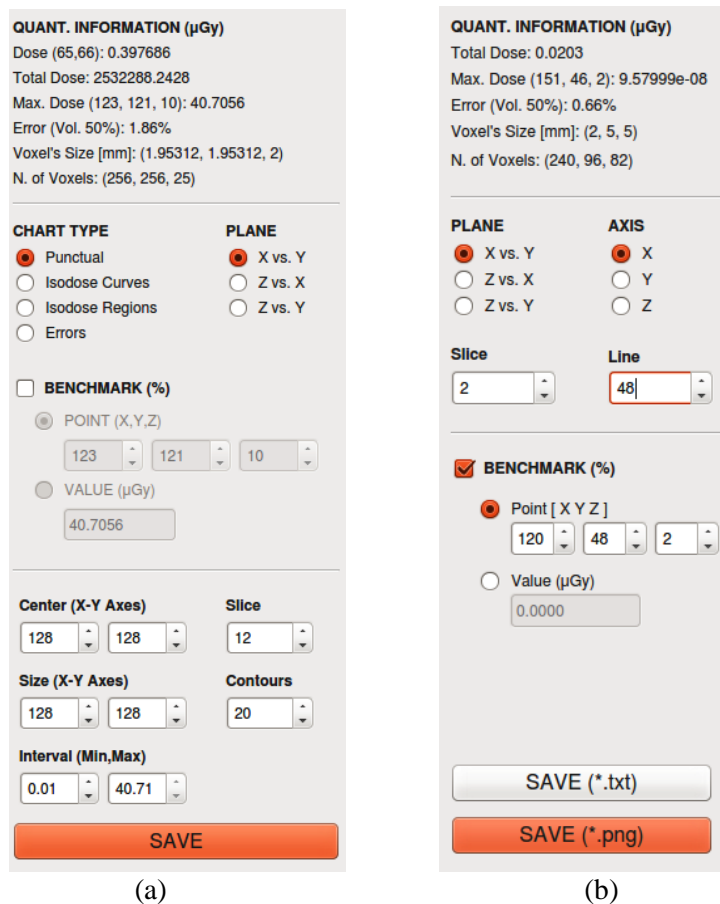 QUANT. INFORMATION (µGy)
Dose (65,66): 0.397686
Total Dose: 2532288.2428
Max. Dose (123, 121, 10): 40.7056
Error (Vol. 50%): 1.86%
Voxel's Size [mm]: (1.95312, 1.95312, 2)
N. of Voxels: (256, 256, 25)
CHART TYPE PLANE
Punctual X vs. Y
Isodose Curves Z vs. X
Isodose Regions Z vs. Y
Errors
BENCHMARK (%)
POINT (X,Y,Z)
123 121 10
VALUE (µGy)
40.7056
Center (X-Y Axes) Slice
128 128 12
Size (X-Y Axes) Contours
128 128 20
Interval (Min,Max)
0.01 40.71
SAVE
(a)
QUANT. INFORMATION (µGy)
Total Dose: 0.0203
Max. Dose (151, 46, 2): 9.57999e-08
Error (Vol. 50%): 0.66%
Voxel's Size [mm]: (2, 5, 5)
N. of Voxels: (240, 96, 82)
PLANE AXIS
X vs. Y X
Z vs. X Y
Z vs. Y Z
Slice Line
2 48
BENCHMARK (%)
Point [ X Y Z ]
120 48 2
Value (µGy)
0.0000
SAVE (*.txt)
SAVE (*.png)
(b)